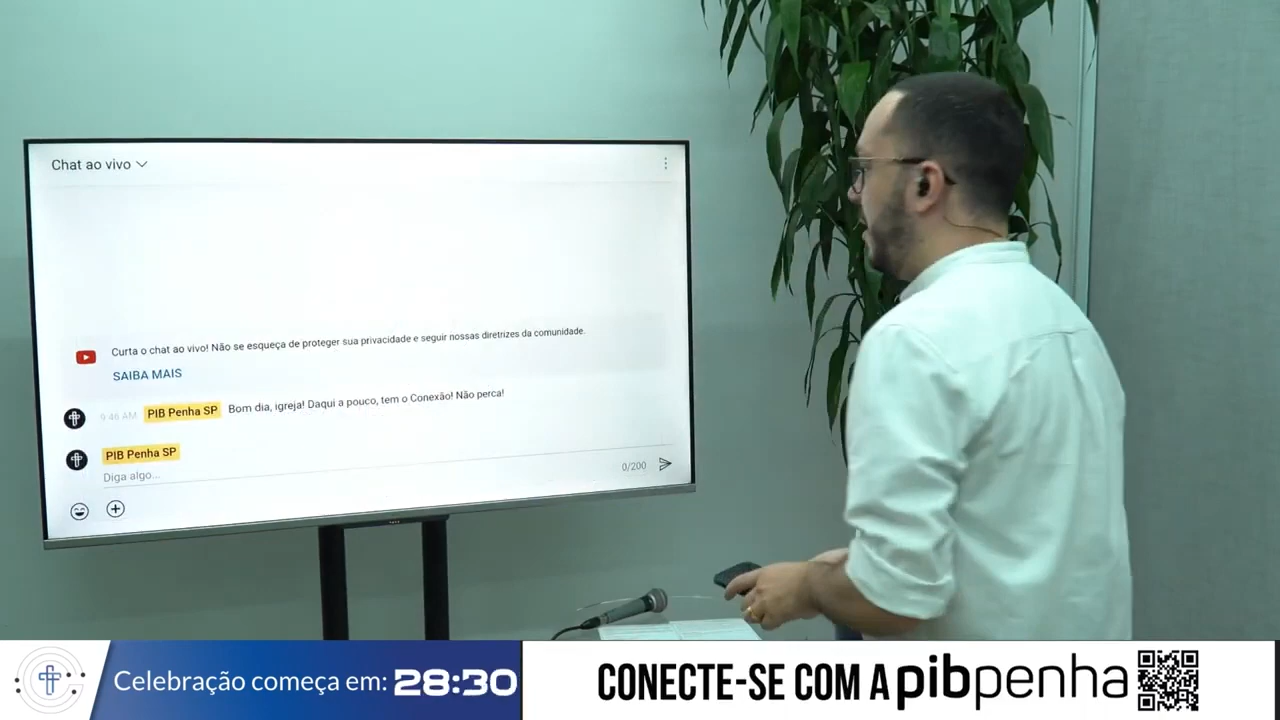 Chat ao vivo
Curta o chat ao vivo! Não se esqueça de proteger sua privacidade e seguir nossas diretrizes da comunidade.
SAIBA MAIS
9:46 AM PIB Penha SP Bom dia, igreja! Daqui a pouco, tem o Conexão! Não perca!
PIB Penha SP
Diga algo...
0/200
Celebração começa em: 28:30
CONECTE-SE COM A pibpenha